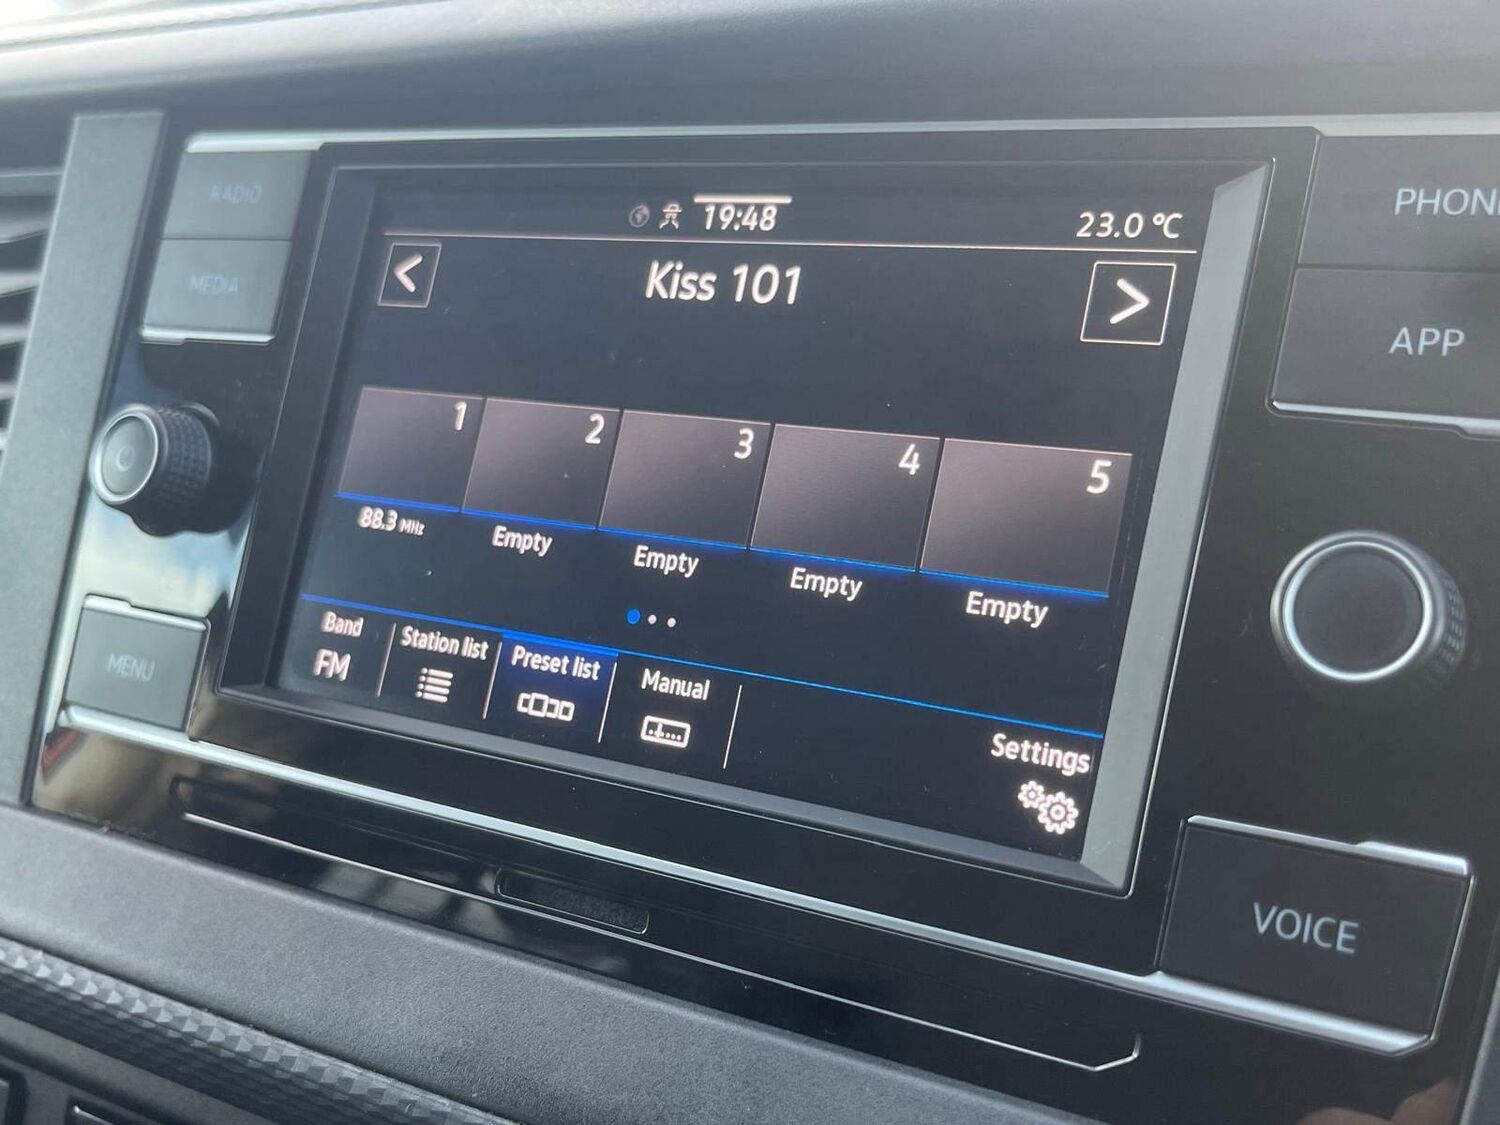 RADIO
MEDIA
MENU
19:48
23.0 °C
Kiss 101
1
2
3
4
5
88.3 MHz
Empty
Empty
Empty
Empty
Band
FM
Station list
Preset list
Manual
Settings
APP
VOICE